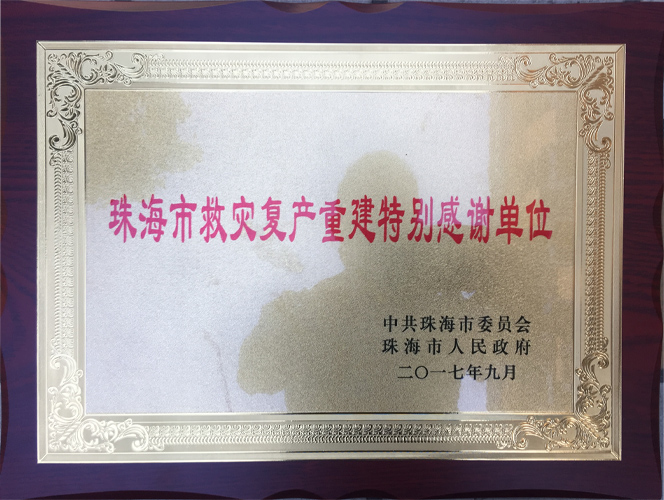 珠海市救灾复产重建特别感谢单位
中共珠海市委员会
珠海市人民政府
二〇一七年九月